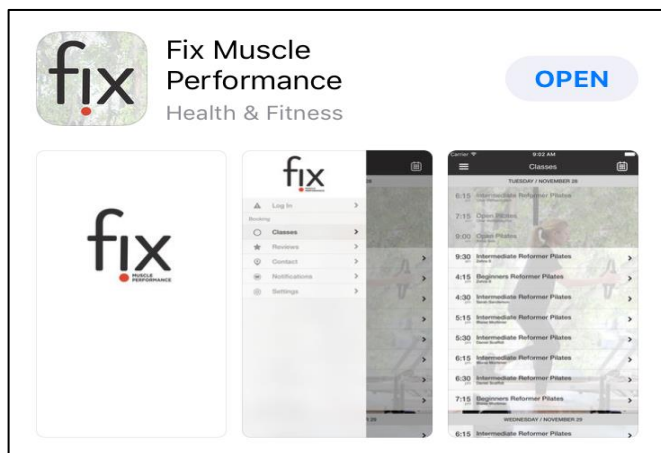 fix
Fix Muscle
Performance
Health & Fitness
OPEN
fix
MUSCLE
PERFORMANCE
fix
MUSCLE
PERFORMANCE
Log In
Booking
Classes
Reviews
Contact
Notifications
Settings
Carrier 9:02 AM
Classes
TUESDAY / NOVEMBER 28
6:15 Intermediate Reformer Pilates
7:15 Open Pilates
9:00 Open Pilates
9:30 Intermediate Reformer Pilates
4:15 Beginners Reformer Pilates
4:30 Intermediate Reformer Pilates
5:15 Intermediate Reformer Pilates
5:30 Intermediate Reformer Pilates
6:15 Intermediate Reformer Pilates
6:30 Intermediate Reformer Pilates
7:15 Beginners Reformer Pilates
WEDNESDAY / NOVEMBER 29
6:15 Intermediate Reformer Pilates